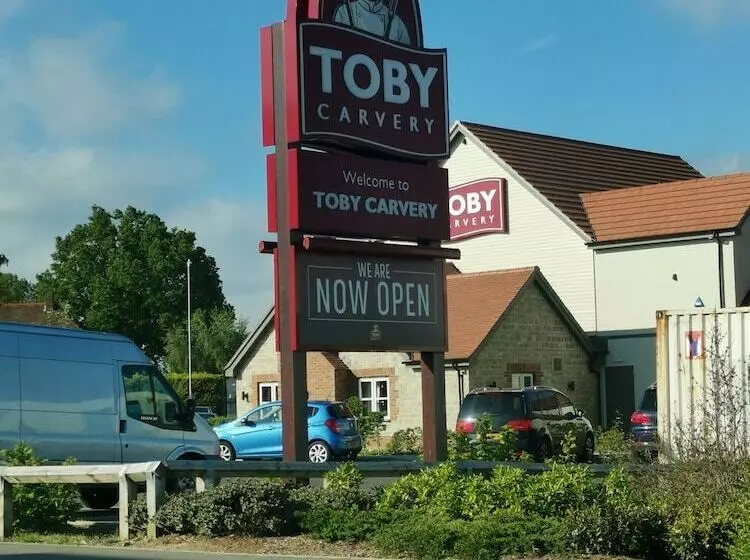 TOBY
CARVERY
Welcome to
TOBY CARVERY
WE ARE
NOW OPEN
OBY
RVERY